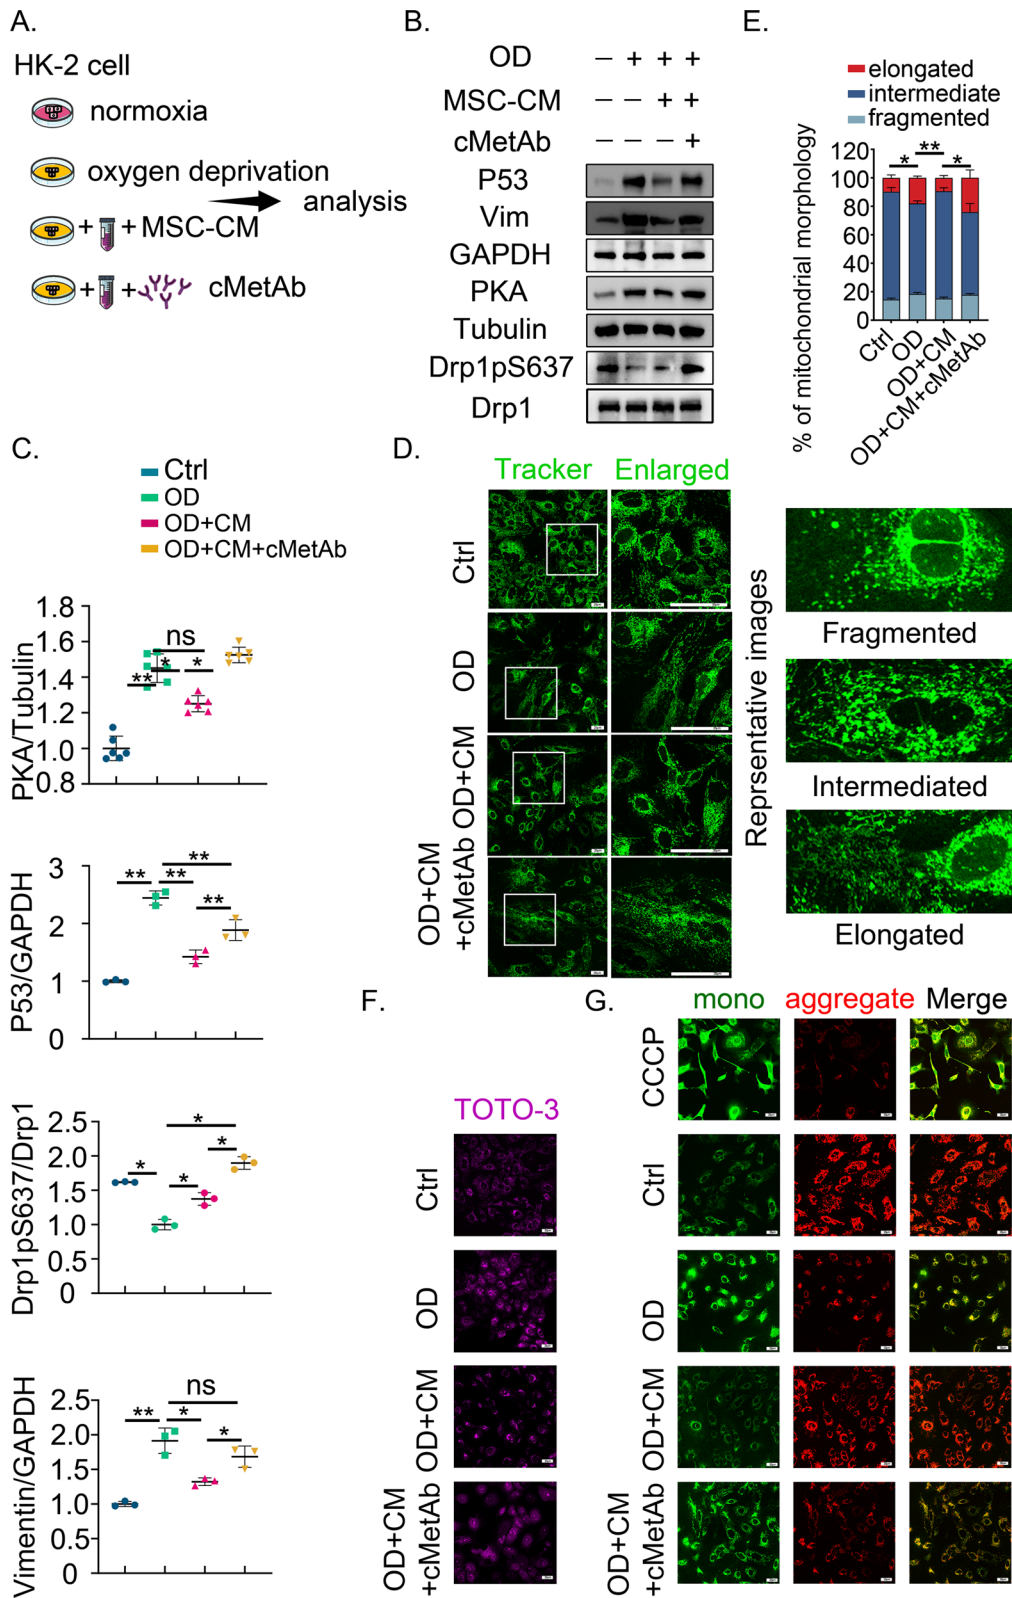 A.
HK-2 cell
normoxia
oxygen deprivation
analysis
+ + MSC-CM
+ + cMetAb
B.
OD — + + +
MSC-CM — — + +
cMetAb — — — +
P53
Vim
GAPDH
PKA
Tubulin
Drp1pS637
Drp1
E.
elongated
intermediate
fragmented
% of mitochondrial morphology
120
100
80
60
40
20
0
* ** *
Ctrl
OD
OD+CM
OD+CM+cMetAb
C.
Ctrl
OD
OD+CM
OD+CM+cMetAb
PKA/Tubulin
1.8
1.6
1.4
1.2
1.0
0.8
ns
** * *
P53/GAPDH
3
2
1
0
**
** **
**
Drp1pS637/Drp1
2.5
2.0
1.5
1.0
0.5
0
*
*
* *
Vimentin/GAPDH
2.5
2.0
1.5
1.0
0.5
0
ns
** *
*
D.
Tracker Enlarged
Ctrl
OD
OD+CM
OD+CM
+cMetAb
Reprsentative images
Fragmented
Intermediated
Elongated
F.
TOTO-3
Ctrl
OD
OD+CM
OD+CM
+cMetAb
G.
mono aggregate Merge
CCCP
Ctrl
OD
OD+CM
OD+CM
+cMetAb